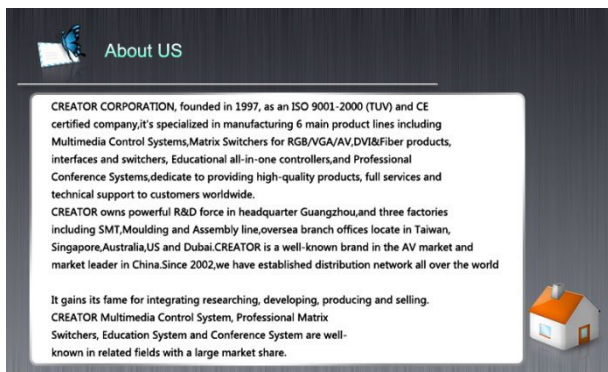 About US
CREATOR CORPORATION, founded in 1997, as an ISO 9001-2000 (TUV) and CE
certified company,it's specialized in manufacturing 6 main product lines including
Multimedia Control Systems,Matrix Switchers for RGB/VGA/AV,DVI&Fiber products,
interfaces and switchers, Educational all-in-one controllers,and Professional
Conference Systems,dedicate to providing high-quality products, full services and
technical support to customers worldwide.
CREATOR owns powerful R&D force in headquarter Guangzhou,and three factories
including SMT,Moulding and Assembly line,oversea branch offices locate in Taiwan,
Singapore,Australia,US and Dubai.CREATOR is a well-known brand in the AV market and
market leader in China.Since 2002,we have established distribution network all over the world
It gains its fame for integrating researching, developing, producing and selling.
CREATOR Multimedia Control System, Professional Matrix
Switchers, Education System and Conference System are well-
known in related fields with a large market share.